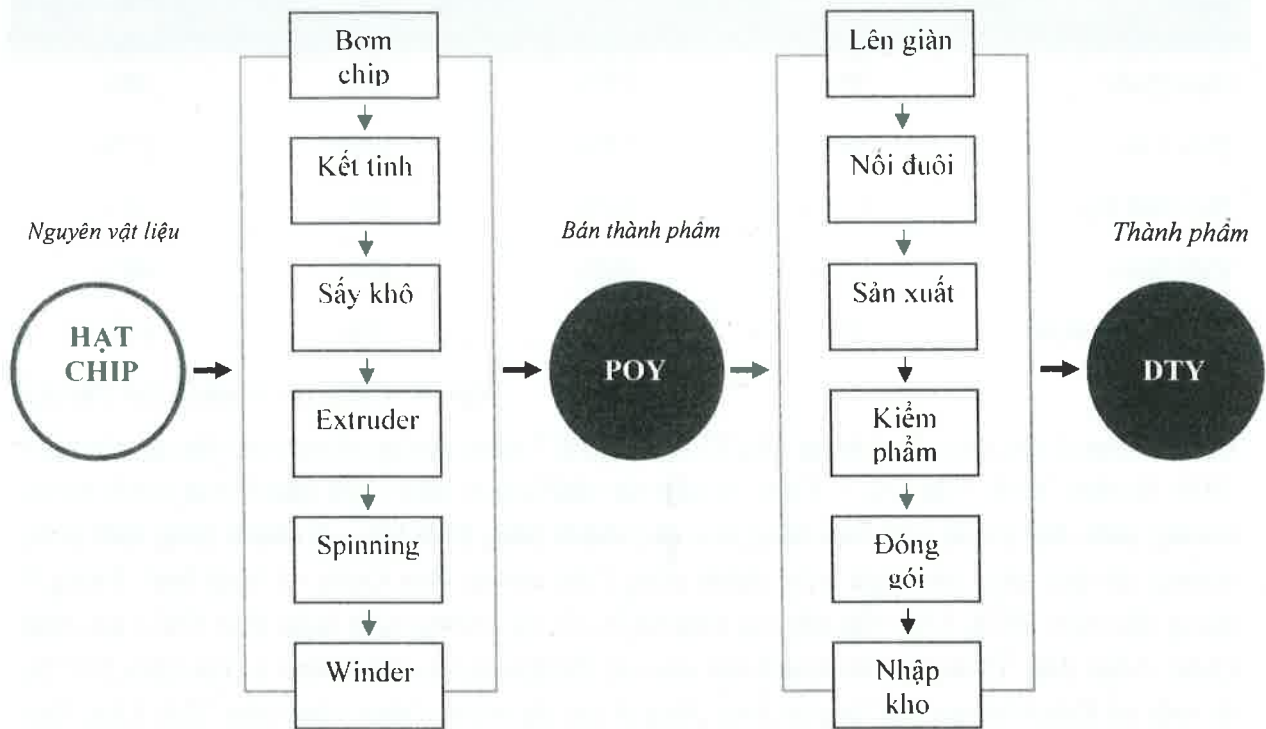 Nguyên vật liệu
HẠT
CHIP
Bơm
chip
Kết tinh
Sấy khô
Extruder
Spinning
Winder
Bán thành phẩm
POY
Lên giàn
Nối đuôi
Sản xuất
Kiểm
phẩm
Đóng
gói
Nhập
kho
Thành phẩm
DTY